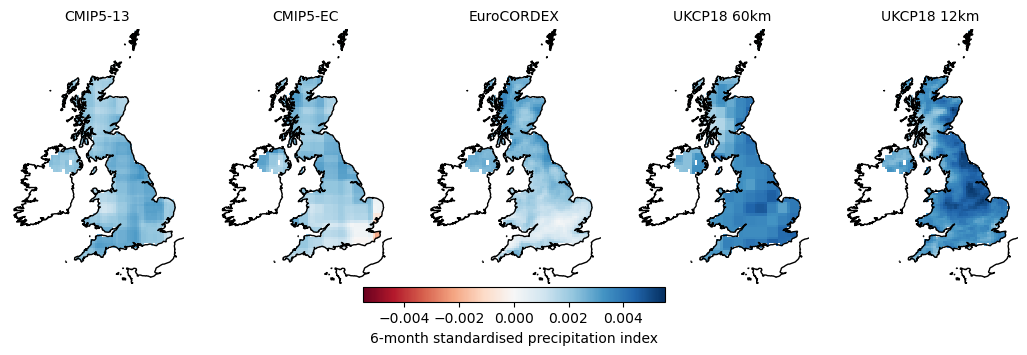 CMIP5-13 CMIP5-EC EuroCORDEX UKCP18 60km UKCP18 12km
−0.004 −0.002 0.000 0.002 0.004
6-month standardised precipitation index